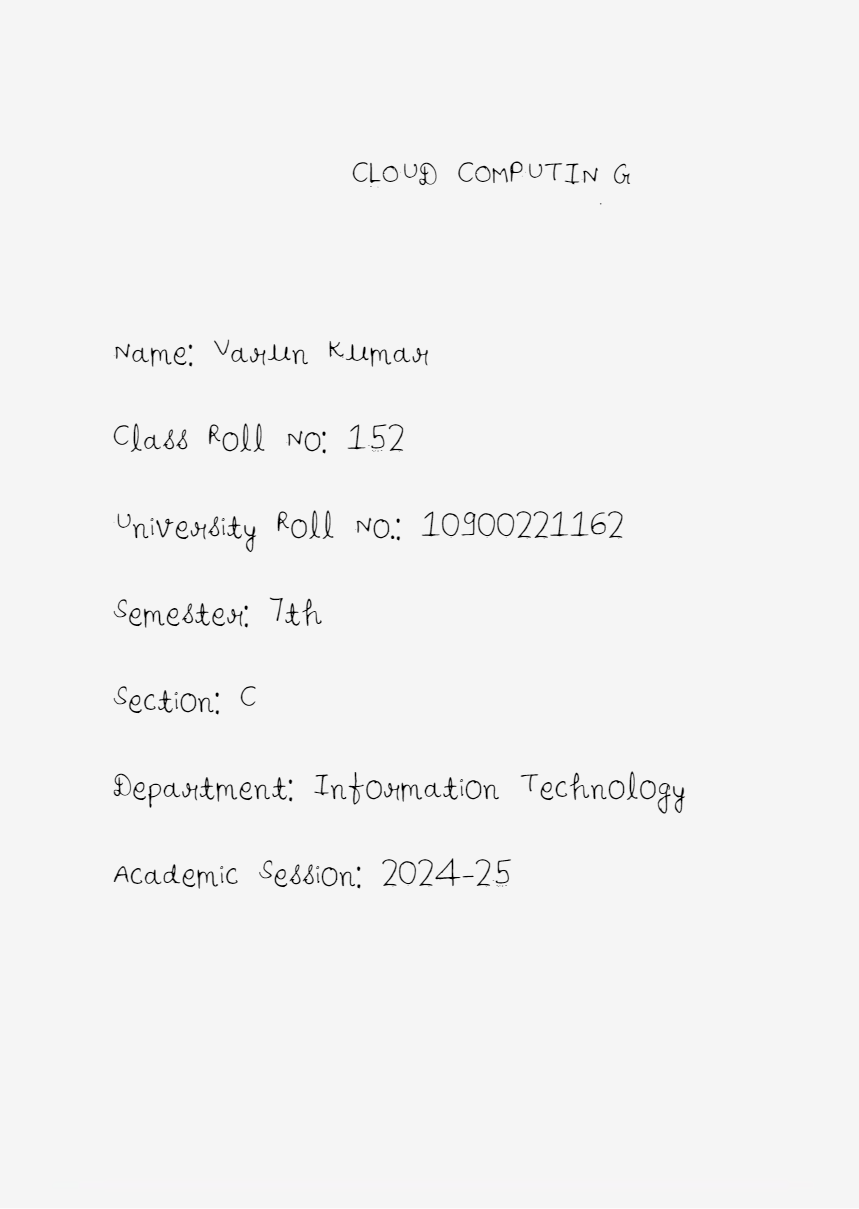 CLOUD COMPUTIN G
Name: Varun Kumar
Class Roll No: 152
University Roll No.: 10900221162
Semester: 7th
Section: C
Department: Information Technology
Academic Session: 2024-25